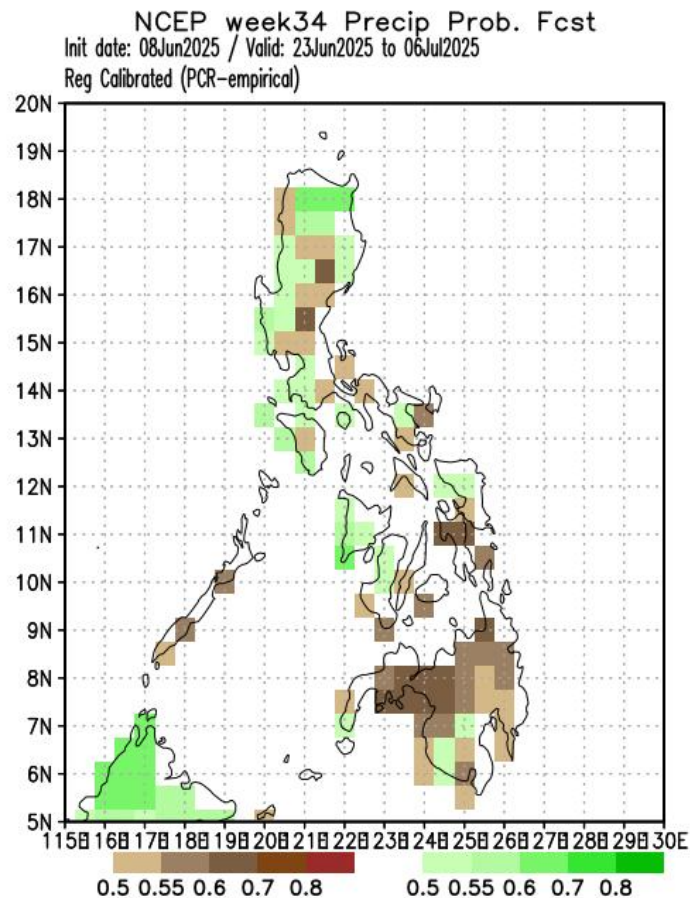 NCEP week34 Precip Prob. Fcst
Init date: 08Jun2025 / Valid: 23Jun2025 to 06Jul2025
Reg Calibrated (PCR-empirical)
20N
19N
18N
17N
16N
15N
14N
13N
12N
11N
10N
9N
8N
7N
6N
5N
115E 116E 117E 118E 119E 120E 121E 122E 123E 124E 125E 126E 127E 128E 129E 130E
0.5 0.55 0.6 0.7 0.8 0.5 0.55 0.6 0.7 0.8